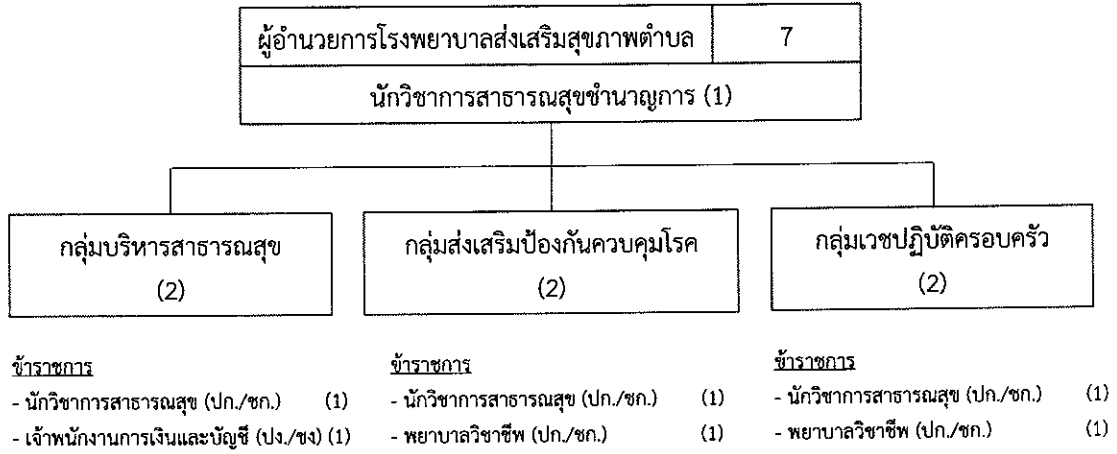 ผู้อำนวยการโรงพยาบาลส่งเสริมสุขภาพตำบล 7
นักวิชาการสาธารณสุขชำนาญการ (1)
กลุ่มบริหารสาธารณสุข
(2)
กลุ่มส่งเสริมป้องกันควบคุมโรค
(2)
กลุ่มเวชปฏิบัติครอบครัว
(2)
ข้าราชการ
- นักวิชาการสาธารณสุข (ปก./ชก.) (1)
- เจ้าพนักงานการเงินและบัญชี (ปง./ชง) (1)
ข้าราชการ
- นักวิชาการสาธารณสุข (ปก./ชก.) (1)
- พยาบาลวิชาชีพ (ปก./ชก.) (1)
ข้าราชการ
- นักวิชาการสาธารณสุข (ปก./ชก.) (1)
- พยาบาลวิชาชีพ (ปก./ชก.) (1)